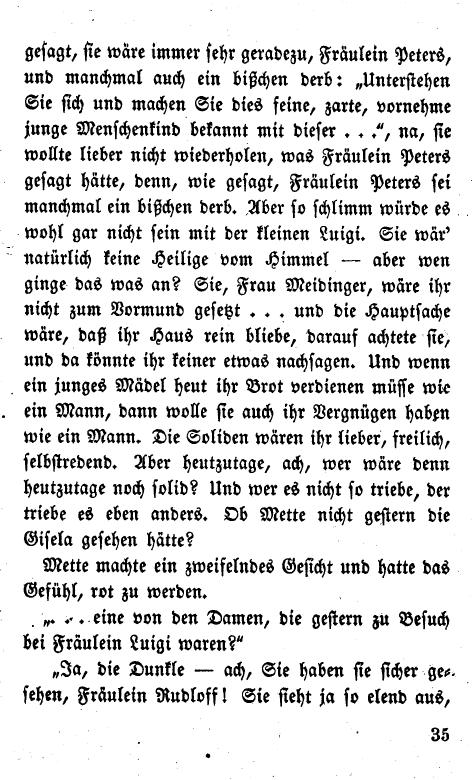 gesagt, sie wäre immer sehr geradezu, Fräulein Peters,
und manchmal auch ein bißchen derb: „Unterstehen
Sie sich und machen Sie dies feine, zarte, vornehme
junge Menschenkind bekannt mit dieser . . .“, na, sie
wollte lieber nicht wiederholen, was Fräulein Peters
gesagt hätte, denn, wie gesagt, Fräulein Peters sei
manchmal ein bißchen derb. Aber so schlimm würde es
wohl gar nicht sein mit der kleinen Luigi. Sie wär'
natürlich keine Heilige vom Himmel — aber wen
ginge das was an? Sie, Frau Meidinger, wäre ihr
nicht zum Vormund gesetzt . . . und die Hauptsache
wäre, daß ihr Haus rein bliebe, darauf achtete sie,
und da könnte ihr keiner etwas nachsagen. Und wenn
ein junges Mädel heut ihr Brot verdienen müsse wie
ein Mann, dann wolle sie auch ihr Vergnügen haben
wie ein Mann. Die Soliden wären ihr lieber, freilich,
selbstredend. Aber heutzutage, ach, wer wäre denn
heutzutage noch solid? Und wer es nicht so triebe, der
triebe es eben anders. Ob Mette nicht gestern die
Gisela gesehen hätte?
Mette machte ein zweifelndes Gesicht und hatte das
Gefühl, rot zu werden.
„. . . eine von den Damen, die gestern zu Besuch
bei Fräulein Luigi waren?“
„Ja, die Dunkle — ach, Sie haben sie sicher ge-
sehen, Fräulein Rudloff! Sie sieht ja so elend aus,
35